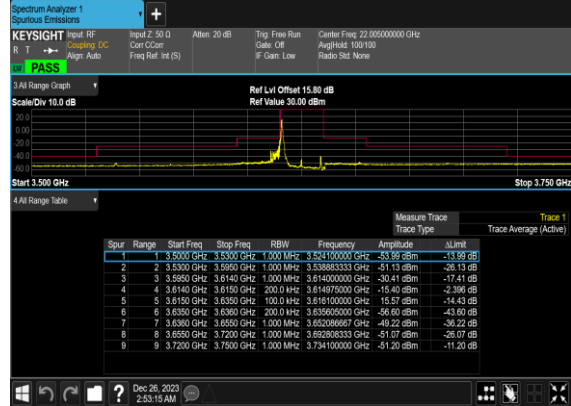 Spectrum Analyzer 1
Spurious Emissions
+
KEYSIGHT Input: RF Input Z: 50 Ω Atten: 20 dB Trig: Free Run Center Freq: 22.005000000 GHz
R T Coupling: DC Corr CCorr Gate: Off Avg|Hold: 100/100
Align: Auto Freq Ref: Int (S) IF Gain: Low Radio Std: None
LW PASS
3 All Range Graph
Ref Lvl Offset 15.80 dB
Scale/Div 10.0 dB Ref Value 30.00 dBm
20.0
0.00
-20.0
-40.0
-60.0
Start 3.500 GHz Stop 3.750 GHz
4 All Range Table
Measure Trace Trace 1
Trace Type Trace Average (Active)
Spur Range Start Freq Stop Freq RBW Frequency Amplitude ΔLimit
1 1 3.5000 GHz 3.5300 GHz 1.000 MHz 3.524100000 GHz -53.99 dBm -13.99 dB
2 2 3.5300 GHz 3.5950 GHz 1.000 MHz 3.538883333 GHz -51.13 dBm -26.13 dB
3 3 3.5950 GHz 3.6140 GHz 1.000 MHz 3.614000000 GHz -30.41 dBm -17.41 dB
4 4 3.6140 GHz 3.6150 GHz 200.0 kHz 3.614975000 GHz -15.40 dBm -2.396 dB
5 5 3.6150 GHz 3.6350 GHz 100.0 kHz 3.616100000 GHz 15.57 dBm -14.43 dB
6 6 3.6350 GHz 3.6360 GHz 200.0 kHz 3.635605000 GHz -56.60 dBm -43.60 dB
7 7 3.6360 GHz 3.6550 GHz 1.000 MHz 3.652086667 GHz -49.22 dBm -36.22 dB
8 8 3.6550 GHz 3.7200 GHz 1.000 MHz 3.692808333 GHz -51.07 dBm -26.07 dB
9 9 3.7200 GHz 3.7500 GHz 1.000 MHz 3.734100000 GHz -51.20 dBm -11.20 dB
? Dec 26, 2023
2:53:15 AM